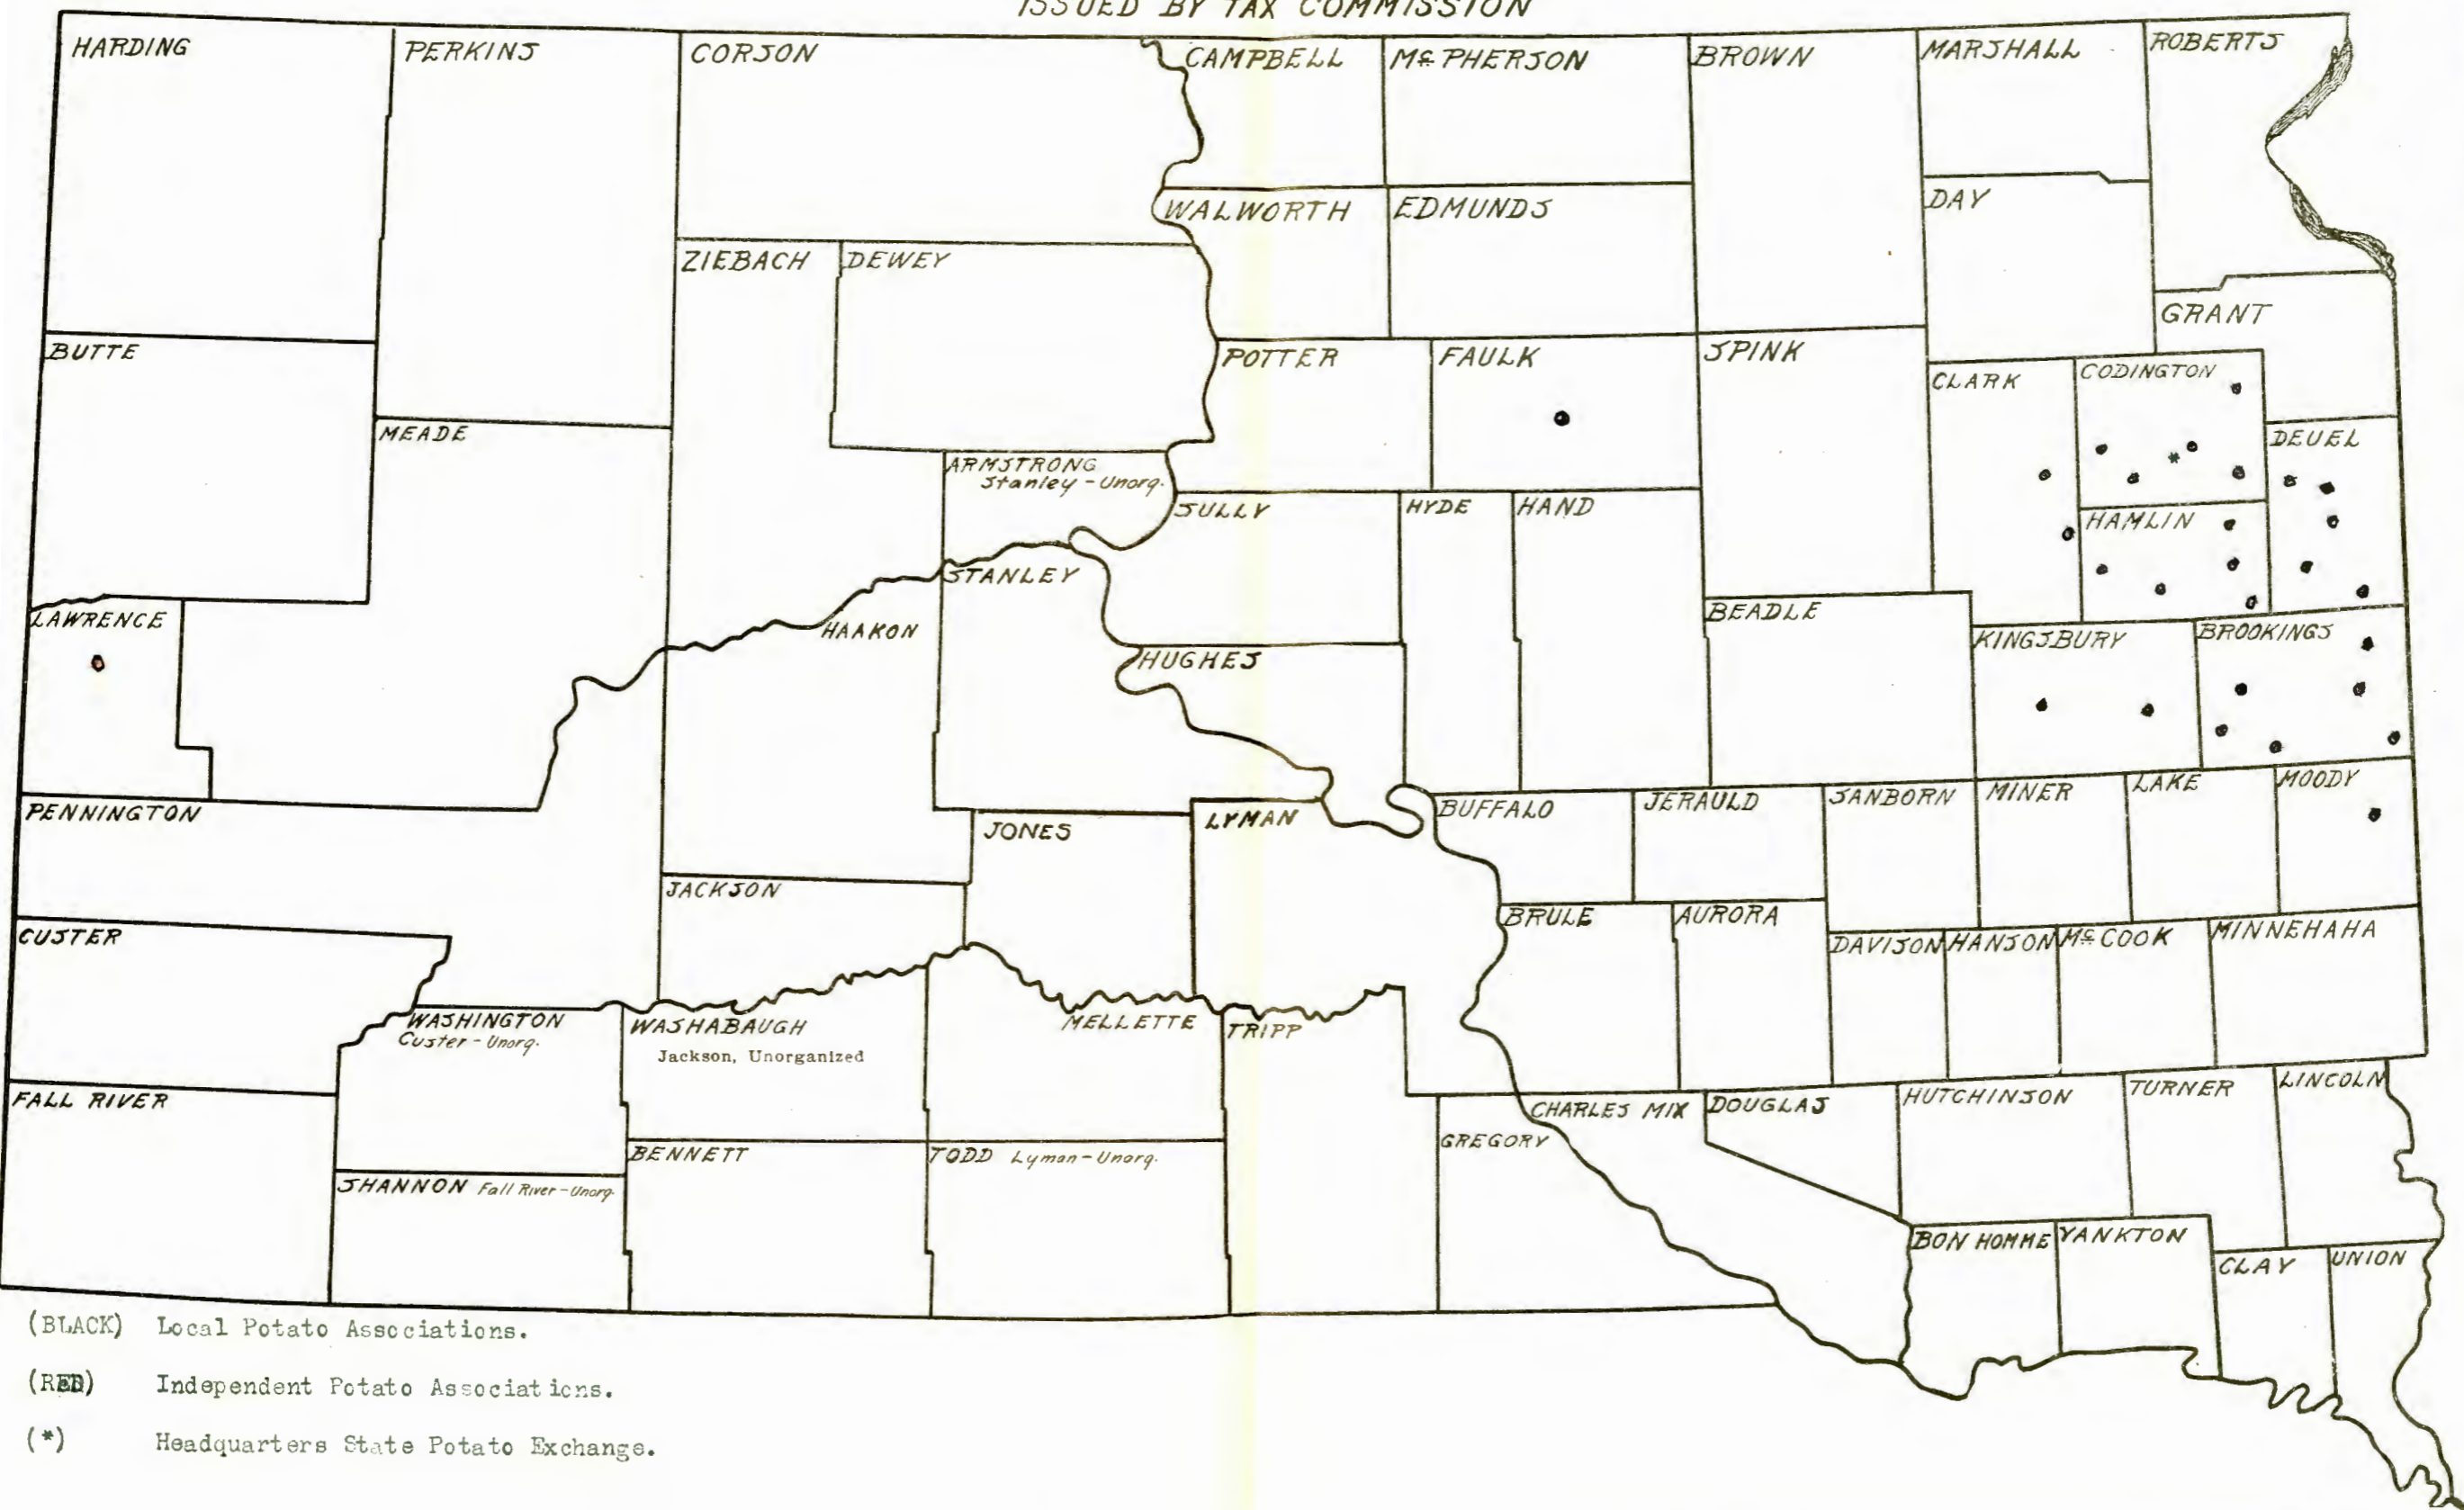 ISSUED BY TAX COMMISSION
HARDING
PERKINS
CORSON
CAMPBELL
McPHERSON
BROWN
MARSHALL
ROBERTS
WALWORTH
EDMUNDS
DAY
ZIEBACH
DEWEY
GRANT
BUTTE
POTTER
FAULK
SPINK
CLARK
CODINGTON
*
MEADE
DEUEL
ARMSTRONG
Stanley - Unorg.
SULLY
HYDE
HAND
HAMLIN
STANLEY
LAWRENCE
HAAKON
BEADLE
KINGSBURY
BROOKINGS
HUGHES
PENNINGTON
JONES
LYMAN
BUFFALO
JERAULD
SANBORN
MINER
LAKE
MOODY
JACKSON
CUSTER
BRULE
AURORA
DAVISON
HANSON
McCOOK
MINNEHAHA
WASHINGTON
Custer - Unorg.
WASHABAUGH
Jackson, Unorganized
MELLETTE
TRIPP
FALL RIVER
CHARLES MIX
DOUGLAS
HUTCHINSON
TURNER
LINCOLN
GREGORY
BENNETT
TODD Lyman - Unorg.
SHANNON Fall River - Unorg.
BON HOMME
YANKTON
CLAY
UNION
(BLACK) Local Potato Associations.
(RED) Independent Potato Associations.
(*) Headquarters State Potato Exchange.